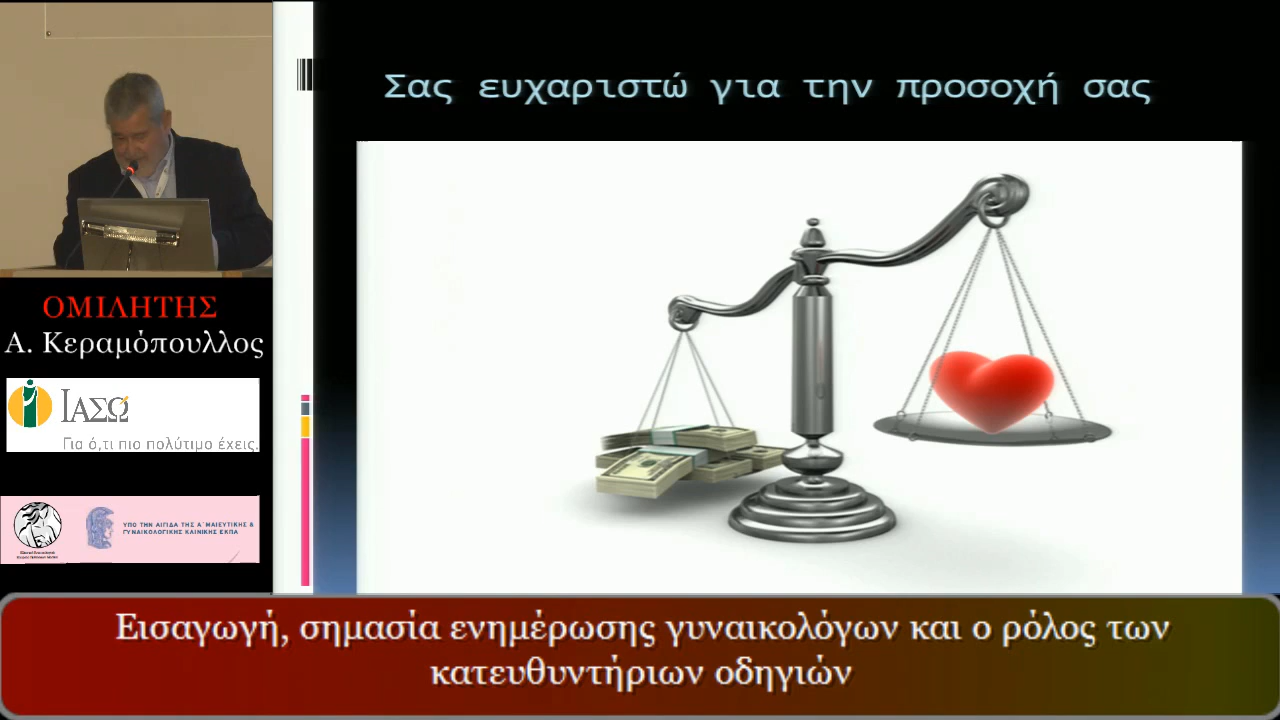 Σας ευχαριστώ για την προσοχή σας
ΟΜΙΛΗΤΗΣ
Α. Κεραμόπουλλος
ΙΑΣΩ
Για ό,τι πιο πολύτιμο έχεις.
ΥΠΟ ΤΗΝ ΑΙΓΙΔΑ ΤΗΣ Α΄ ΜΑΙΕΥΤΙΚΗΣ &
ΓΥΝΑΙΚΟΛΟΓΙΚΗΣ ΚΛΙΝΙΚΗΣ ΕΚΠΑ
Εισαγωγή, σημασία ενημέρωσης γυναικολόγων και ο ρόλος των
κατευθυντήριων οδηγιών